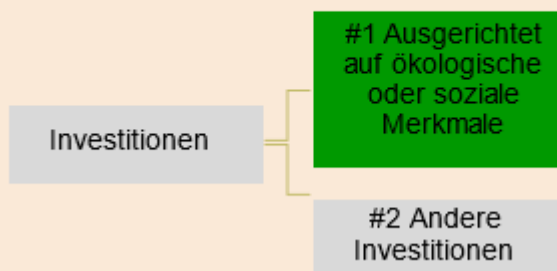 #1 Ausgerichtet
auf ökologische
oder soziale
Merkmale
Investitionen
#2 Andere
Investitionen